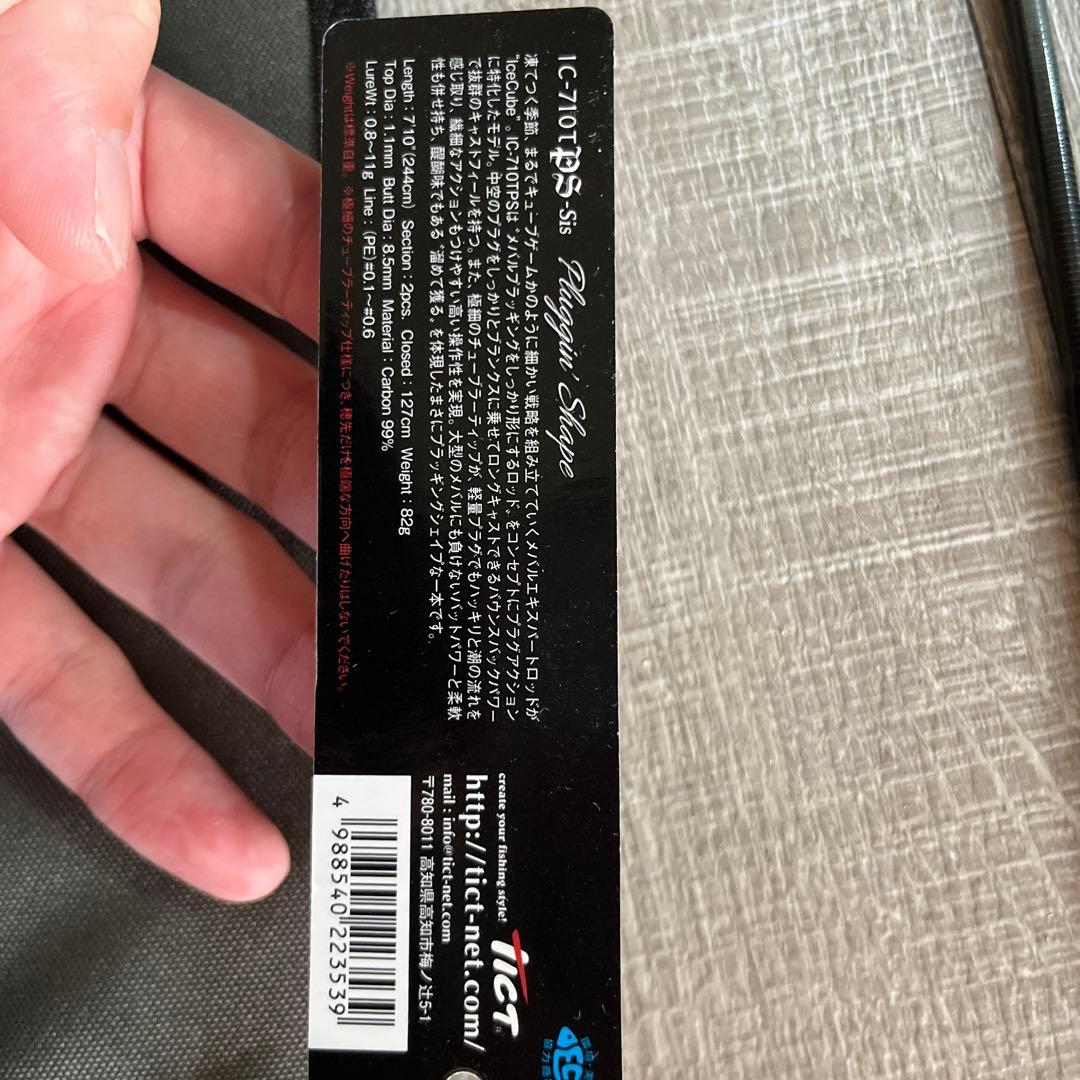 IC-710TPS-Sis Pluggin' Shape
凍てつく季節、まるでキューブゲームかのように細かい戦略を組み立てていくメバルエキスパートロッドが
"IceCube"。IC-710TPSは〝メバルプラッギングをしっかり形にするロッド〟をコンセプトにプラグアクション
に特化したモデル。中空のプラグをしっかりとブランクスに乗せてロングキャストできるバウンスバックパワー
で抜群のキャストフィールを持つ。また、極細のチューブラーティップが、軽量プラグでもハッキリと潮の流れを
感じ取り、繊細なアクションもつけやすい高い操作性を実現。大型のメバルにも負けないバットパワーと柔軟
性も併せ持ち、醍醐味でもある〝溜めて獲る〟を体現したまさにプラッギングシェイプな一本です。
Length : 7'10" (244cm) Section : 2pcs. Closed : 127cm Weight : 82g
Top Dia : 1.1mm Butt Dia : 8.5mm Material : Carbon 99%
LureWt : 0.8~11g Line : (PE)#0.1~#0.6
※Weightは標準自重。※極細のチューブラーティップ仕様につき、穂先だけを極端な方向へ曲げたりはしないでください。
create your fishing style!
TICT
http://tict-net.com/
mail : info@tict-net.com
〒780-8011 高知県高知市梅ノ辻5-1
4 988540 223539